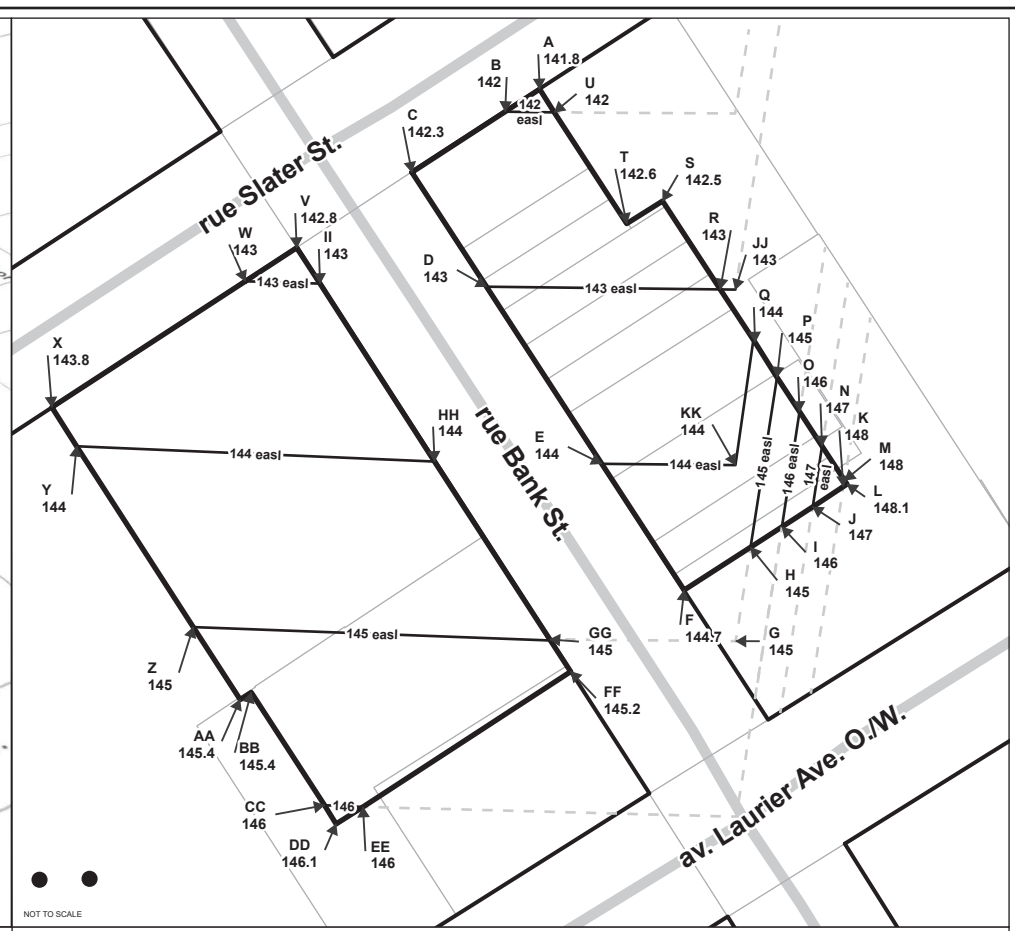 A
141.8
B
142
U
142
142
easl
C
142.3
T
142.6
S
142.5
rue Slater St.
V
142.8
W
143
II
143
143 easl
R
143
JJ
143
D
143
143 easl
Q
144
P
145
X
143.8
O
146
N
147
K
148
HH
144
KK
144
E
144
144 easl
144 easl
M
148
L
148.1
145 easl
146 easl
147
easl
rue Bank St.
Y
144
J
147
I
146
H
145
F
144.7
G
145
145 easl
GG
145
Z
145
FF
145.2
AA
145.4
BB
145.4
av. Laurier Ave. O./W.
CC
146
146
DD
146.1
EE
146
NOT TO SCALE